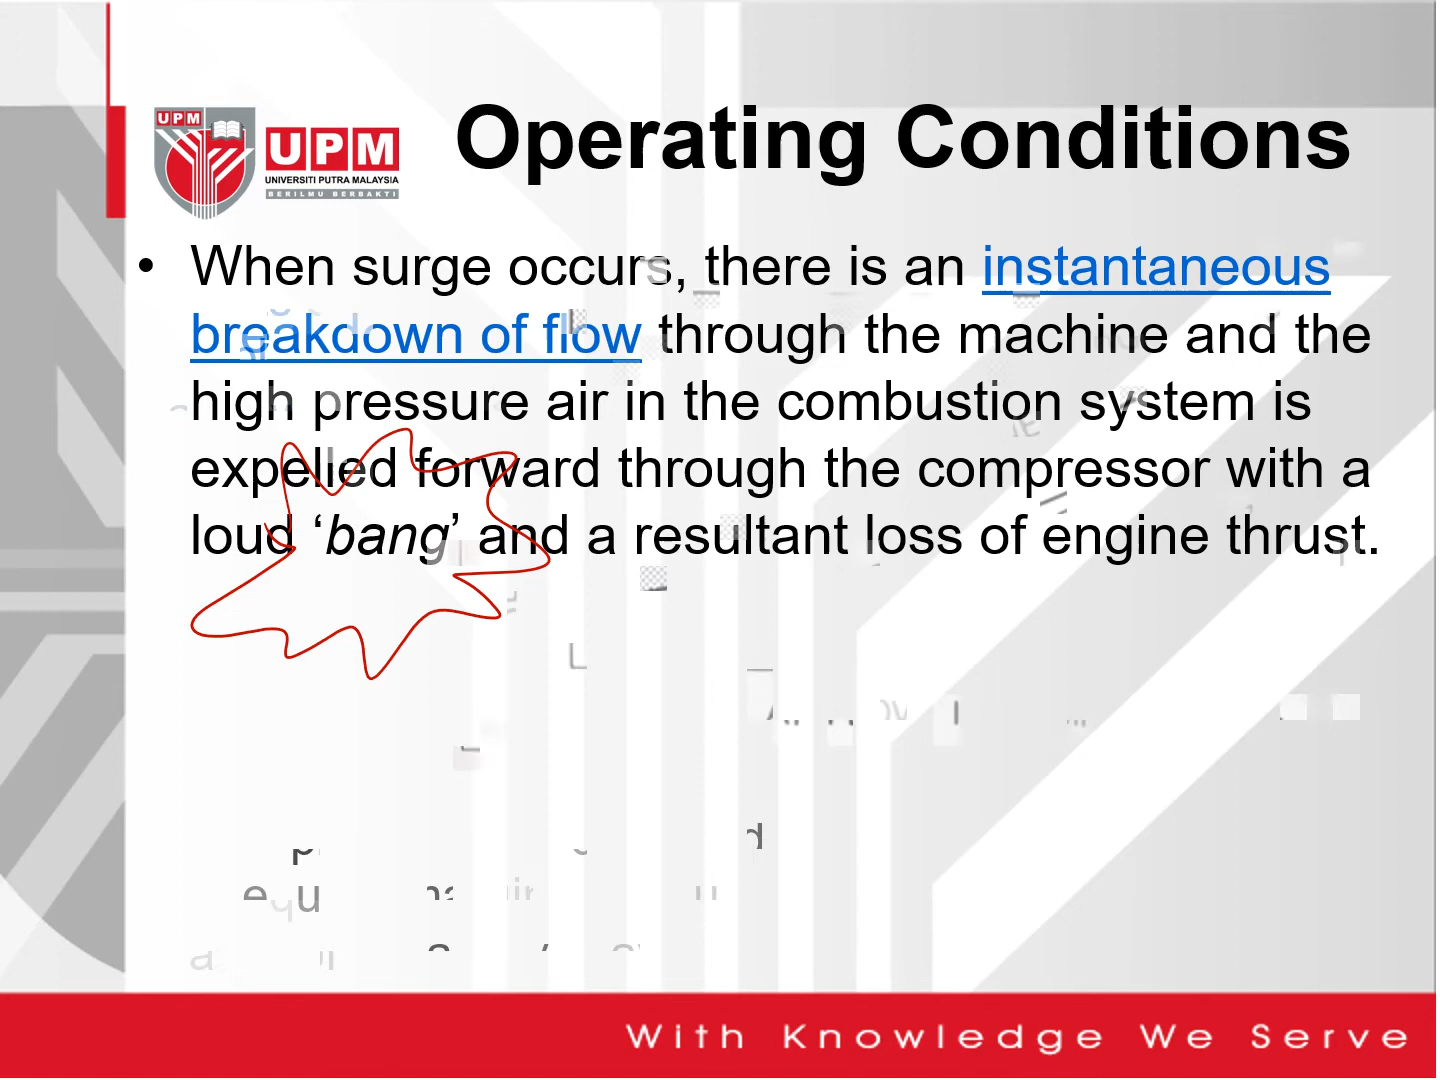 UPM
UPM
UNIVERSITI PUTRA MALAYSIA
BERILMU BERBAKTI
Operating Conditions
• When surge occurs, there is an instantaneous
breakdown of flow through the machine and the
high pressure air in the combustion system is
expelled forward through the compressor with a
loud ‘bang’ and a resultant loss of engine thrust.
With Knowledge We Serve